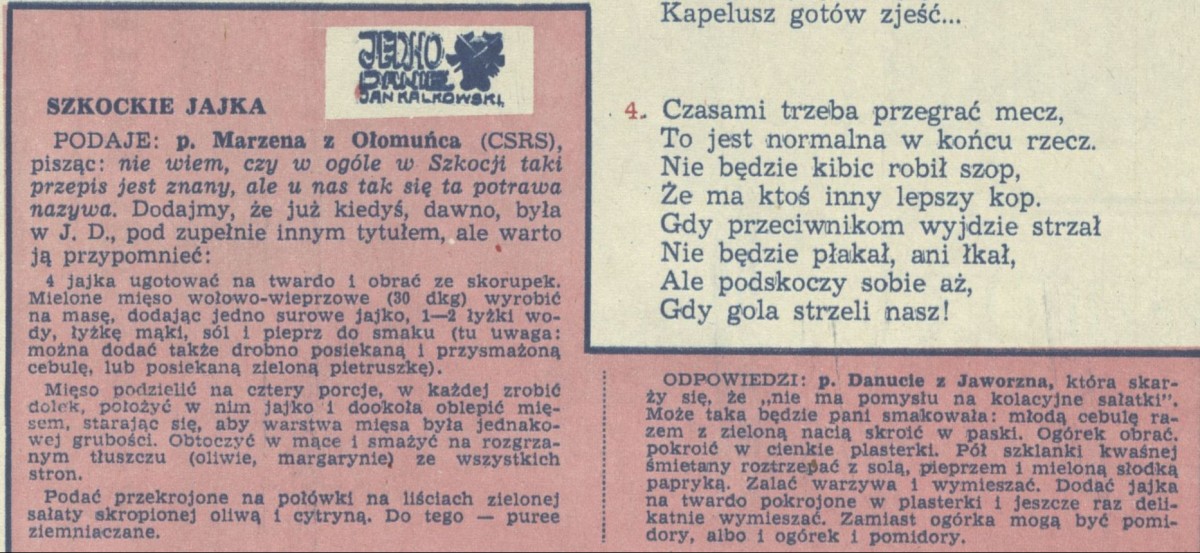 JEDNO
DANIE
JAN KALKOWSKI
SZKOCKIE JAJKA
PODAJE: p. Marzena z Ołomuńca (CSRS),
pisząc: nie wiem, czy w ogóle w Szkocji taki
przepis jest znany, ale u nas tak się ta potrawa
nazywa. Dodajmy, że już kiedyś, dawno, była
w J. D., pod zupełnie innym tytułem, ale warto
ją przypomnieć:
4 jajka ugotować na twardo i obrać ze skorupek.
Mielone mięso wołowo-wieprzowe (30 dkg) wyrobić
na masę, dodając jedno surowe jajko, 1—2 łyżki wo-
dy, łyżkę mąki, sól i pieprz do smaku (tu uwaga:
można dodać także drobno posiekaną i przysmażoną
cebulę, lub posiekaną zieloną pietruszkę).
Mięso podzielić na cztery porcje, w każdej zrobić
dołek, położyć w nim jajko i dookoła oblepić mię-
sem, starając się, aby warstwa mięsa była jednako-
wej grubości. Obtoczyć w mące i smażyć na rozgrza-
nym tłuszczu (oliwie, margarynie) ze wszystkich
stron.
Podać przekrojone na połówki na liściach zielonej
sałaty skropionej oliwą i cytryną. Do tego — puree
ziemniaczane.
Kapelusz gotów zjeść...
4. Czasami trzeba przegrać mecz,
To jest normalna w końcu rzecz.
Nie będzie kibic robił szop,
Że ma ktoś inny lepszy kop.
Gdy przeciwnikom wyjdzie strzał
Nie będzie płakał, ani łkał,
Ale podskoczy sobie aż,
Gdy gola strzeli nasz!
ODPOWIEDZI: p. Danucie z Jaworzna, która skar-
ży się, że „nie ma pomysłu na kolacyjne sałatki".
Może taka będzie pani smakowała: młodą cebulę ra-
zem z zieloną nacią skroić w paski. Ogórek obrać,
pokroić w cienkie plasterki. Pół szklanki kwaśnej
śmietany roztrzepać z solą, pieprzem i mieloną słodką
papryką. Zalać warzywa i wymieszać. Dodać jajka
na twardo pokrojone w plasterki i jeszcze raz deli-
katnie wymieszać. Zamiast ogórka mogą być pomi-
dory, albo i ogórek i pomidory.